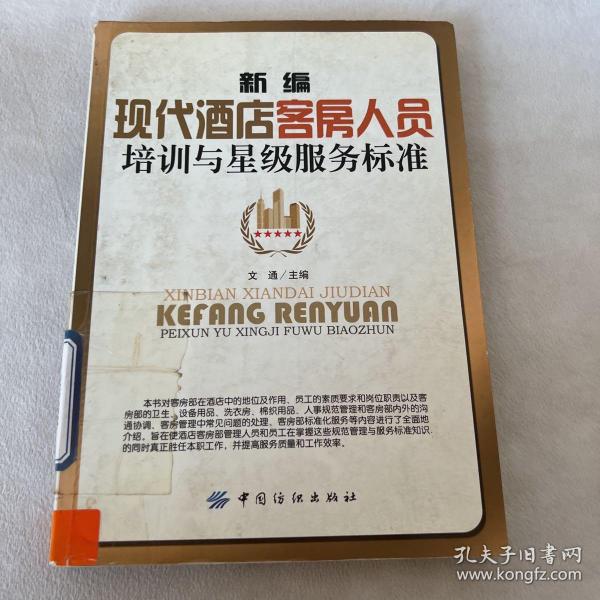 新编
现代酒店客房人员
培训与星级服务标准
文 通/主编
XINBIAN XIANDAI JIUDIAN
KEFANG RENYUAN
PEIXUN YU XINGJI FUWU BIAOZHUN
本书对客房部在酒店中的地位及作用、员工的素质要求和岗位职责以及客
房部的卫生、设备用品、洗衣房、棉织用品、人事规范管理和客房部内外的沟
通协调、客房管理中常见问题的处理、客房部标准化服务等内容进行了全面地
介绍。旨在使酒店客房部管理人员和员工在掌握这些规范管理与服务标准知识
的同时真正胜任本职工作，并提高服务质量和工作效率。
中国纺织出版社
孔夫子旧书网
www.kongfz.com